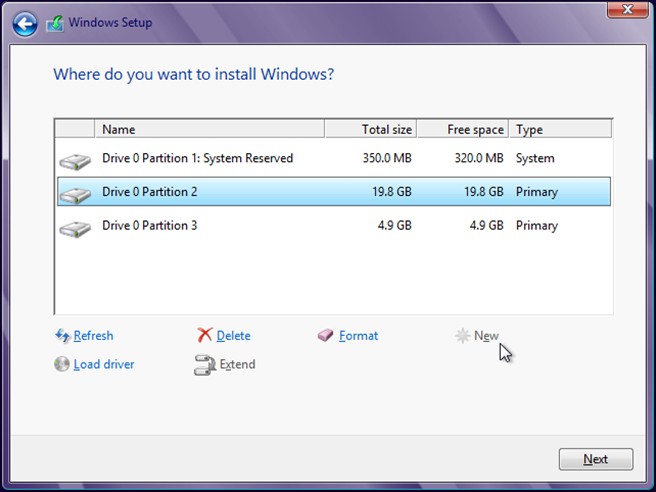 Windows Setup
Where do you want to install Windows?
Name Total size Free space Type
Drive 0 Partition 1: System Reserved 350.0 MB 320.0 MB System
Drive 0 Partition 2 19.8 GB 19.8 GB Primary
Drive 0 Partition 3 4.9 GB 4.9 GB Primary
Refresh Delete Format New
Load driver Extend
Next